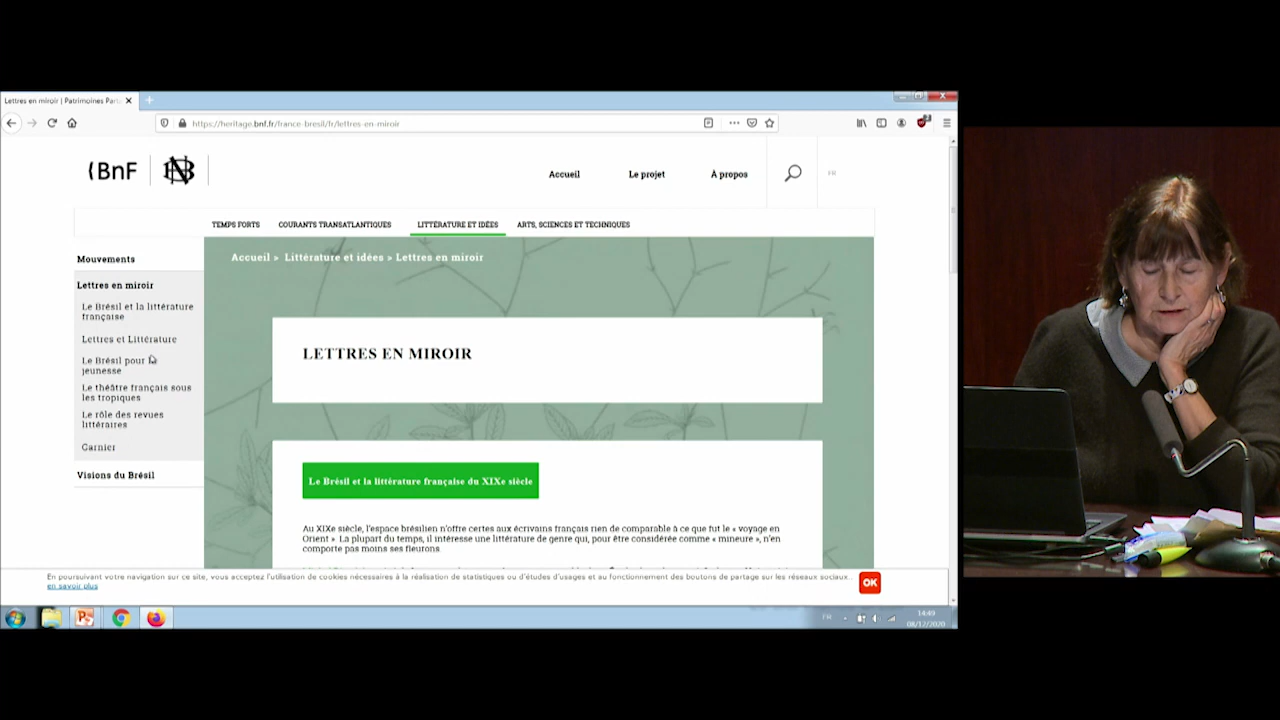 Lettres en miroir | Patrimoines Part
https://heritage.bnf.fr/france-bresil/fr/lettres-en-miroir
2
BnF
Accueil
Le projet
À propos
FR
TEMPS FORTS
COURANTS TRANSATLANTIQUES
LITTÉRATURE ET IDÉES
ARTS, SCIENCES ET TECHNIQUES
Mouvements
Lettres en miroir
Le Brésil et la littérature
française
Lettres et Littérature
Le Brésil pour la
jeunesse
Le théâtre français sous
les tropiques
Le rôle des revues
littéraires
Garnier
Visions du Brésil
Accueil » Littérature et idées » Lettres en miroir
LETTRES EN MIROIR
Le Brésil et la littérature française du XIXe siècle
Au XIXe siècle, l'espace brésilien n'offre certes aux écrivains français rien de comparable à ce que fut le « voyage en
Orient ». La plupart du temps, il intéresse une littérature de genre qui, pour être considérée comme « mineure », n'en
comporte pas moins ses fleurons.
En poursuivant votre navigation sur ce site, vous acceptez l'utilisation de cookies nécessaires à la réalisation de statistiques ou d'études d'usages et au fonctionnement des boutons de partage sur les réseaux sociaux...
en savoir plus
OK
FR
14:49
08/12/2020